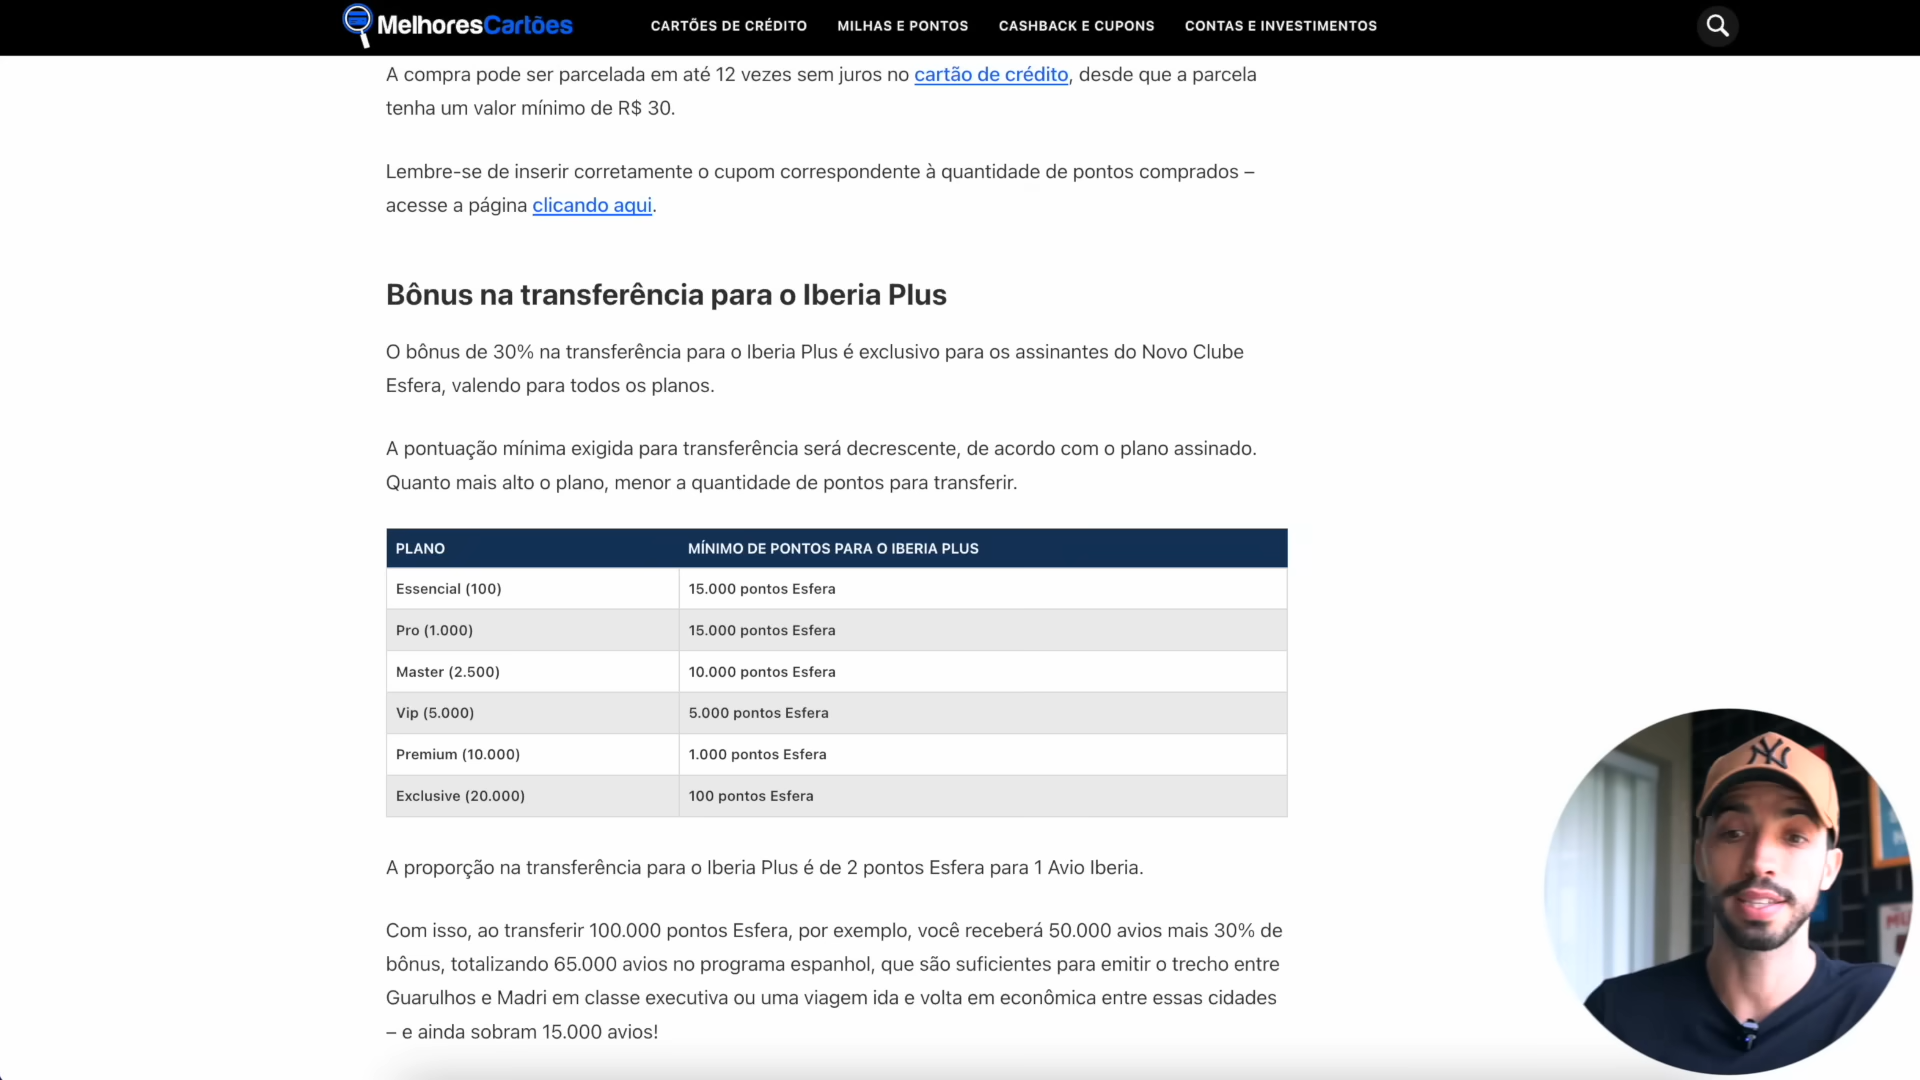 MelhoresCartões
CARTÕES DE CRÉDITO
MILHAS E PONTOS
CASHBACK E CUPONS
CONTAS E INVESTIMENTOS
A compra pode ser parcelada em até 12 vezes sem juros no cartão de crédito, desde que a parcela
tenha um valor mínimo de R$ 30.
Lembre-se de inserir corretamente o cupom correspondente à quantidade de pontos comprados –
acesse a página clicando aqui.
Bônus na transferência para o Iberia Plus
O bônus de 30% na transferência para o Iberia Plus é exclusivo para os assinantes do Novo Clube
Esfera, valendo para todos os planos.
A pontuação mínima exigida para transferência será decrescente, de acordo com o plano assinado.
Quanto mais alto o plano, menor a quantidade de pontos para transferir.
PLANO MÍNIMO DE PONTOS PARA O IBERIA PLUS
Essencial (100) 15.000 pontos Esfera
Pro (1.000) 15.000 pontos Esfera
Master (2.500) 10.000 pontos Esfera
Vip (5.000) 5.000 pontos Esfera
Premium (10.000) 1.000 pontos Esfera
Exclusive (20.000) 100 pontos Esfera
A proporção na transferência para o Iberia Plus é de 2 pontos Esfera para 1 Avio Iberia.
Com isso, ao transferir 100.000 pontos Esfera, por exemplo, você receberá 50.000 avios mais 30% de
bônus, totalizando 65.000 avios no programa espanhol, que são suficientes para emitir o trecho entre
Guarulhos e Madri em classe executiva ou uma viagem ida e volta em econômica entre essas cidades
– e ainda sobram 15.000 avios!
NY